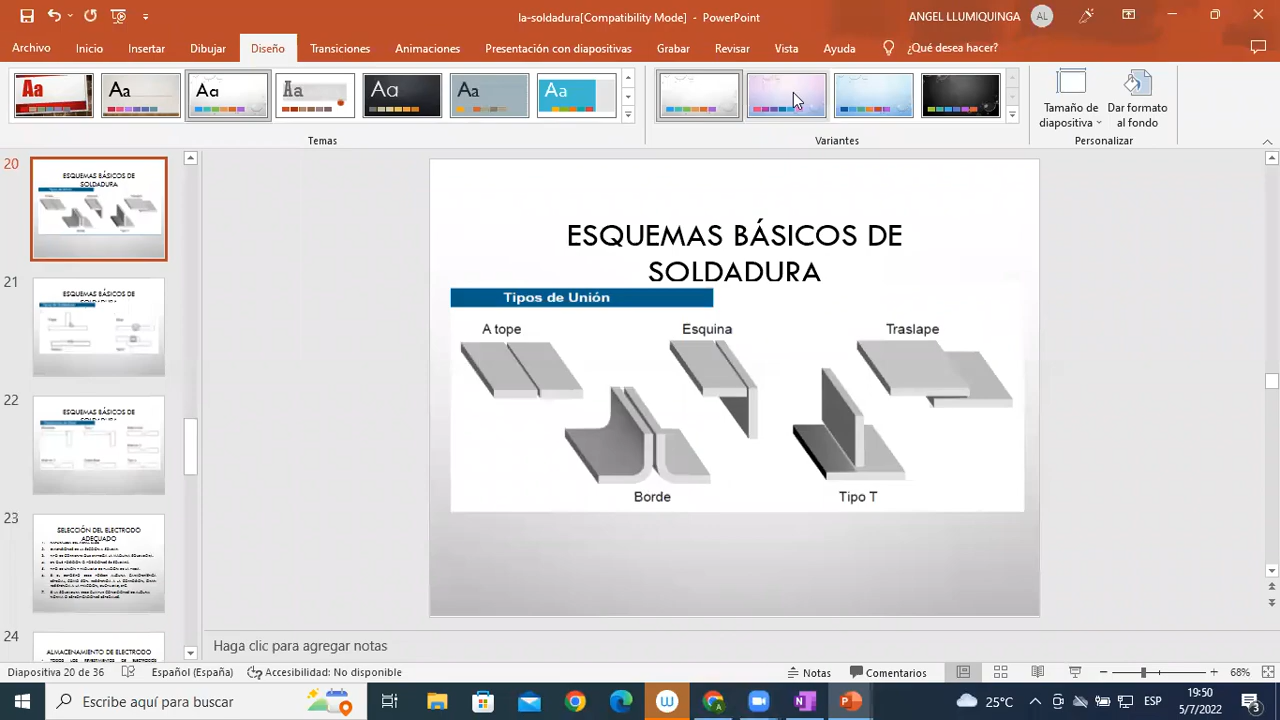 la-soldadura[Compatibility Mode] - PowerPoint
ANGEL LLUMIQUINGA
AL
Archivo
Inicio
Insertar
Dibujar
Diseño
Transiciones
Animaciones
Presentación con diapositivas
Grabar
Revisar
Vista
Ayuda
¿Qué desea hacer?
Aa
Aa
Aa
Aa
Aa
Aa
Aa
Tamaño de diapositiva
Dar formato al fondo
Temas
Variantes
Personalizar
20
ESQUEMAS BÁSICOS DE
SOLDADURA
21
ESQUEMAS BÁSICOS DE
SOLDADURA
22
ESQUEMAS BÁSICOS DE
SOLDADURA
23
SELECCIÓN DEL ELECTRODO
ADECUADO
24
ALMACENAMIENTO DE ELECTRODO
ESQUEMAS BÁSICOS DE
SOLDADURA
Tipos de Unión
A tope
Esquina
Traslape
Borde
Tipo T
Haga clic para agregar notas
Diapositiva 20 de 36
Español (España)
Accesibilidad: No disponible
Notas
Comentarios
68%
Escribe aquí para buscar
25°C
ESP
19:50
5/7/2022
3